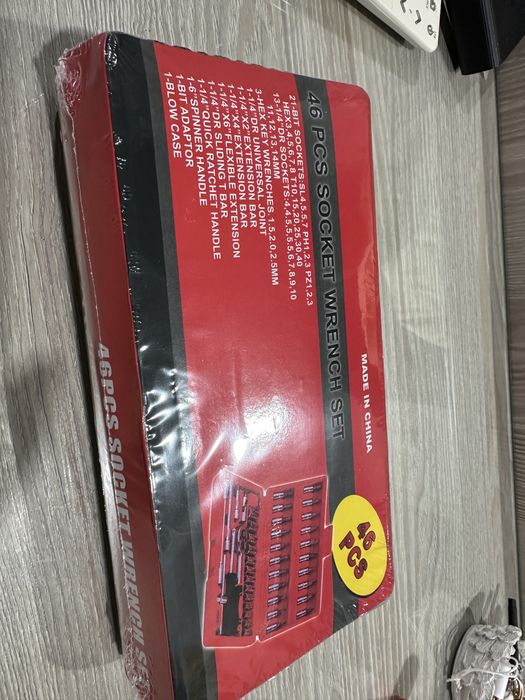 46 PCS SOCKET WRENCH SET
21-BIT SOCKETS:SL4,5.5,7 PH1,2,3 PZ1,2,3
HEX3,4,5,6,7,8 T10,15,20,25,30,40
13-1/4"DR SOCKETS:4,4.5,5,5.5,6,7,8,9,10
11,12,13,14MM
3-HEX KEY WRENCHES:1.5,2.0,2.5MM
1-1/4"DR UNIVERSAL JOINT
1-1/4"X2"EXTENSION BAR
1-1/4"X4"EXTENSION BAR
1-1/4"X6"FLEXIBLE EXTENSION
1-1/4"DR SLIDING T BAR
1-1/4"QUICK RATCHET HANDLE
1-6"SPINNER HANDLE
1-BIT ADAPTOR
1-BLOW CASE
MADE IN CHINA
46
PCS
46PCS SOCKET WRENCH